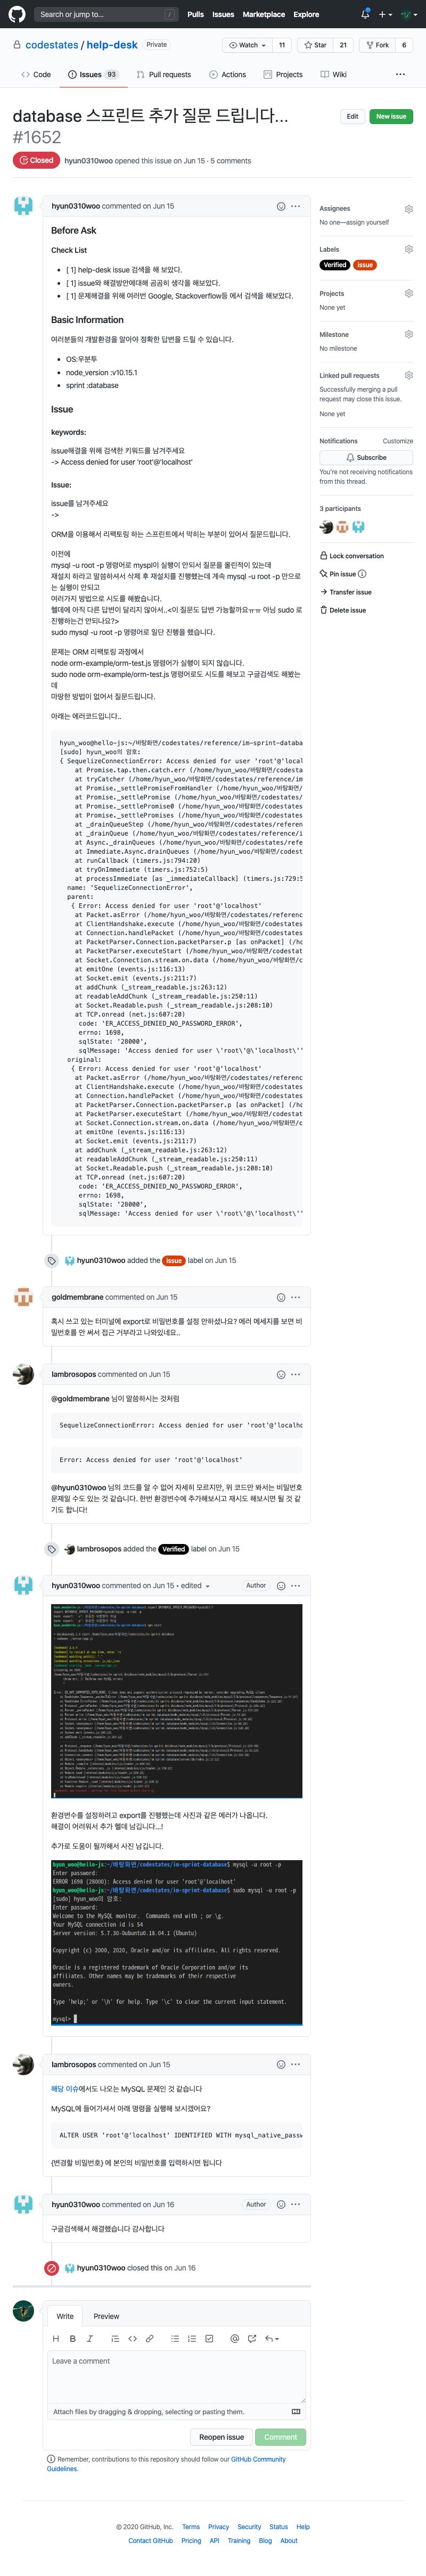 Search or jump to...
/
Pulls Issues Marketplace Explore
codestates / help-desk Private
Watch 11 Star 21 Fork 6
Code Issues 93 Pull requests Actions Projects Wiki
database 스프린트 추가 질문 드립니다...
#1652
Edit New issue
Closed hyun0310woo opened this issue on Jun 15 · 5 comments
hyun0310woo commented on Jun 15
Before Ask
Check List
[ 1] help-desk issue 검색을 해 보았다.
[ 1] issue와 해결방안에대해 곰곰히 생각을 해보았다.
[ 1] 문제해결을 위해 여러번 Google, Stackoverflow등 에서 검색을 해보았다.
Basic Information
여러분들의 개발환경을 알아야 정확한 답변을 드릴 수 있습니다.
OS:우분투
node_version :v10.15.1
sprint :database
Issue
keywords:
issue해결을 위해 검색한 키워드를 남겨주세요
-> Access denied for user 'root'@'localhost'
Issue:
issue를 남겨주세요
->
ORM을 이용해서 리팩토링 하는 스프린트에서 막히는 부분이 있어서 질문드립니다.
이전에
mysql -u root -p 명령어로 myspl이 실행이 안되서 질문을 올린적이 있는데
재설치 하라고 말씀하셔서 삭제 후 재설치를 진행했는데 계속 mysql -u root -p 만으로
는 실행이 안되고
여러가지 방법으로 시도를 해봤습니다.
헬데에 아직 다른 답변이 달리지 않아서..<이 질문도 답변 가능할까요ㅠㅠ 아님 sudo 로
진행하는건 안되나요?>
sudo mysql -u root -p 명령어로 일단 진행을 했습니다.
문제는 ORM 리팩토링 과정에서
node orm-example/orm-test.js 명령어가 실행이 되지 않습니다.
sudo node orm-example/orm-test.js 명령어로도 시도를 해보고 구글검색도 해봤는
데
마땅한 방법이 없어서 질문드립니다.
아래는 에러코드입니다..
hyun_woo@hello-js:~/바탕화면/codestates/reference/im-sprint-databa
[sudo] hyun_woo의 암호:
{ SequelizeConnectionError: Access denied for user 'root'@'local
at Promise.tap.then.catch.err (/home/hyun_woo/바탕화면/codestates/
at tryCatcher (/home/hyun_woo/바탕화면/codestates/reference/im
at Promise._settlePromiseFromHandler (/home/hyun_woo/바탕화면/
at Promise._settlePromise (/home/hyun_woo/바탕화면/codestates/
at Promise._settlePromise0 (/home/hyun_woo/바탕화면/codestates
at Promise._settlePromises (/home/hyun_woo/바탕화면/codestates
at _drainQueueStep (/home/hyun_woo/바탕화면/codestates/referen
at _drainQueue (/home/hyun_woo/바탕화면/codestates/reference/i
at Async._drainQueues (/home/hyun_woo/바탕화면/codestates/refe
at Immediate.Async.drainQueues (/home/hyun_woo/바탕화면/codest
at runCallback (timers.js:794:20)
at tryOnImmediate (timers.js:752:5)
at processImmediate [as _immediateCallback] (timers.js:729:5
name: 'SequelizeConnectionError',
parent:
{ Error: Access denied for user 'root'@'localhost'
at Packet.asError (/home/hyun_woo/바탕화면/codestates/referenc
at ClientHandshake.execute (/home/hyun_woo/바탕화면/codestates
at Connection.handlePacket (/home/hyun_woo/바탕화면/codestates
at PacketParser.Connection.packetParser.p [as onPacket] (/ho
at PacketParser.executeStart (/home/hyun_woo/바탕화면/codestat
at Socket.Connection.stream.on.data (/home/hyun_woo/바탕화면/c
at emitOne (events.js:116:13)
at Socket.emit (events.js:211:7)
at addChunk (_stream_readable.js:263:12)
at readableAddChunk (_stream_readable.js:250:11)
at Socket.Readable.push (_stream_readable.js:208:10)
at TCP.onread (net.js:607:20)
code: 'ER_ACCESS_DENIED_NO_PASSWORD_ERROR',
errno: 1698,
sqlState: '28000',
sqlMessage: 'Access denied for user \'root\'@\'localhost\''
original:
{ Error: Access denied for user 'root'@'localhost'
at Packet.asError (/home/hyun_woo/바탕화면/codestates/referenc
at ClientHandshake.execute (/home/hyun_woo/바탕화면/codestates
at Connection.handlePacket (/home/hyun_woo/바탕화면/codestates
at PacketParser.Connection.packetParser.p [as onPacket] (/ho
at PacketParser.executeStart (/home/hyun_woo/바탕화면/codestat
at Socket.Connection.stream.on.data (/home/hyun_woo/바탕화면/c
at emitOne (events.js:116:13)
at Socket.emit (events.js:211:7)
at addChunk (_stream_readable.js:263:12)
at readableAddChunk (_stream_readable.js:250:11)
at Socket.Readable.push (_stream_readable.js:208:10)
at TCP.onread (net.js:607:20)
code: 'ER_ACCESS_DENIED_NO_PASSWORD_ERROR',
errno: 1698,
sqlState: '28000',
sqlMessage: 'Access denied for user \'root\'@\'localhost\''
hyun0310woo added the issue label on Jun 15
goldmembrane commented on Jun 15
혹시 쓰고 있는 터미널에 export로 비밀번호를 설정 안하셨나요? 에러 메세지를 보면 비
밀번호를 안 써서 접근 거부라고 나와있네요..
lambrosopos commented on Jun 15
@goldmembrane 님이 말씀하시는 것처럼
SequelizeConnectionError: Access denied for user 'root'@'localho
Error: Access denied for user 'root'@'localhost'
@hyun0310woo 님의 코드를 알 수 없어 자세히 모르지만, 위 코드만 봐서는 비밀번호
문제일 수도 있는 것 같습니다. 한번 환경변수에 추가해보시고 재시도 해보시면 될 것 같
기도 합니다!
lambrosopos added the Verified label on Jun 15
hyun0310woo commented on Jun 15 • edited
Author
환경변수를 설정하려고 export를 진행했는데 사진과 같은 에러가 나옵니다.
해결이 어려워서 추가 헬데 남깁니다...!
추가로 도움이 될까해서 사진 남깁니다.
hyun_woo@hello-js:~/바탕화면/codestates/im-sprint-database$ mysql -u root -p
Enter password:
ERROR 1698 (28000): Access denied for user 'root'@'localhost'
hyun_woo@hello-js:~/바탕화면/codestates/im-sprint-database$ sudo mysql -u root -p
[sudo] hyun_woo의 암호:
Enter password:
Welcome to the MySQL monitor. Commands end with ; or \g.
Your MySQL connection id is 54
Server version: 5.7.30-0ubuntu0.18.04.1 (Ubuntu)
Copyright (c) 2000, 2020, Oracle and/or its affiliates. All rights reserved.
Oracle is a registered trademark of Oracle Corporation and/or its
affiliates. Other names may be trademarks of their respective
owners.
Type 'help;' or '\h' for help. Type '\c' to clear the current input statement.
mysql>
lambrosopos commented on Jun 15
해당 이슈에서도 나오는 MySQL 문제인 것 같습니다
MySQL에 들어가셔서 아래 명령을 실행해 보시겠어요?
ALTER USER 'root'@'localhost' IDENTIFIED WITH mysql_native_passw
{변경할 비밀번호} 에 본인의 비밀번호를 입력하시면 됩니다
hyun0310woo commented on Jun 16
Author
구글검색해서 해결했습니다 감사합니다
hyun0310woo closed this on Jun 16
Write Preview
Leave a comment
Attach files by dragging & dropping, selecting or pasting them.
Reopen issue Comment
Remember, contributions to this repository should follow our GitHub Community
Guidelines.
Assignees
No one—assign yourself
Labels
Verified issue
Projects
None yet
Milestone
No milestone
Linked pull requests
Successfully merging a pull
request may close this issue.
None yet
Notifications Customize
Subscribe
You're not receiving notifications
from this thread.
3 participants
Lock conversation
Pin issue
Transfer issue
Delete issue
© 2020 GitHub, Inc. Terms Privacy Security Status Help
Contact GitHub Pricing API Training Blog About